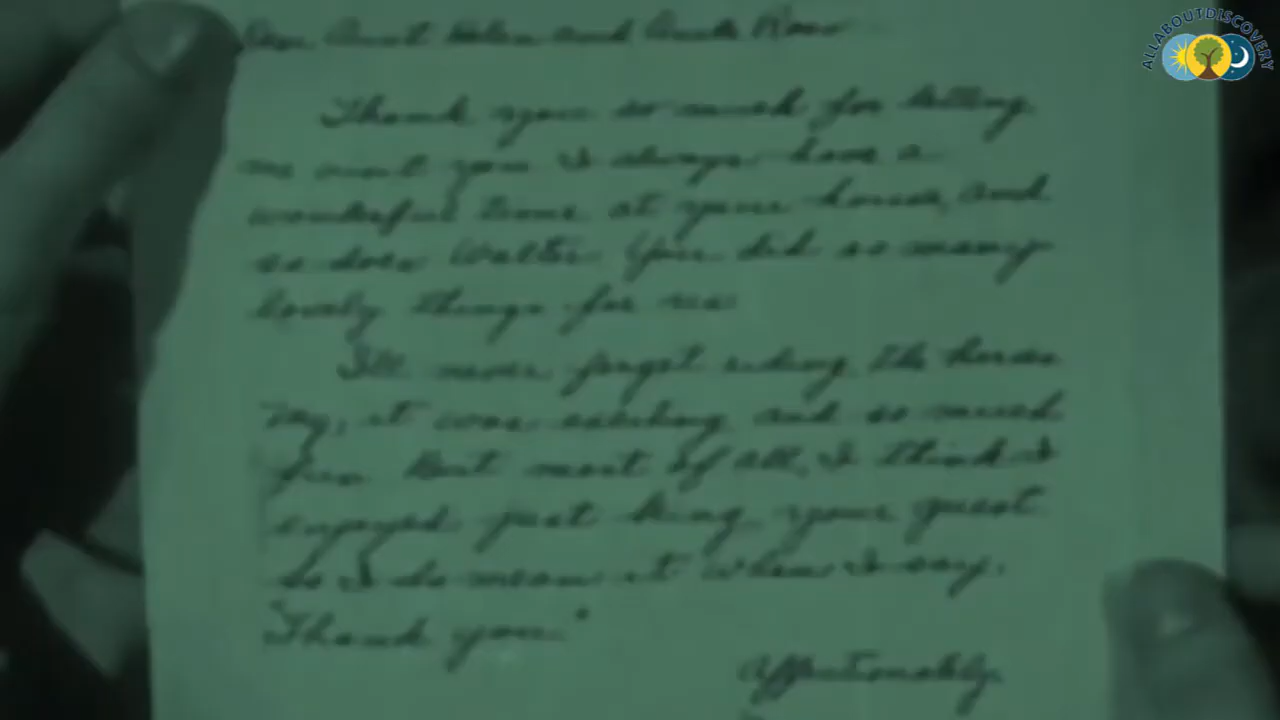 ALLABOUTDISCOVERY
Dear Aunt Helen and Uncle Ross
Thank you so much for letting
me visit you I always have a
wonderful time at your house, and
so does Walter. You did so many
lovely things for us
I'll never forget riding the horses
My, it was exciting and so much
fun But most of all, I think I
enjoyed just being your guest
So I do mean it when I say,
"Thank you."
Affectionately